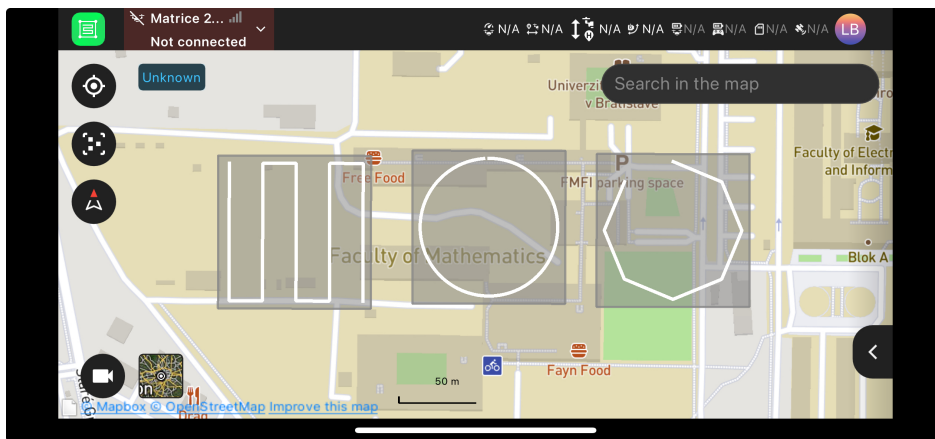 Matrice 2...
Not connected
N/A N/A N/A N/A N/A N/A N/A N/A
LB
Unknown
Search in the map
v Bratislave
Faculty of Electr
and Inform
P
Free Food
FMFI parking space
Faculty of Mathematics
Blok A
50 m
Fayn Food
Drag
Mapbox © OpenStreetMap Improve this map